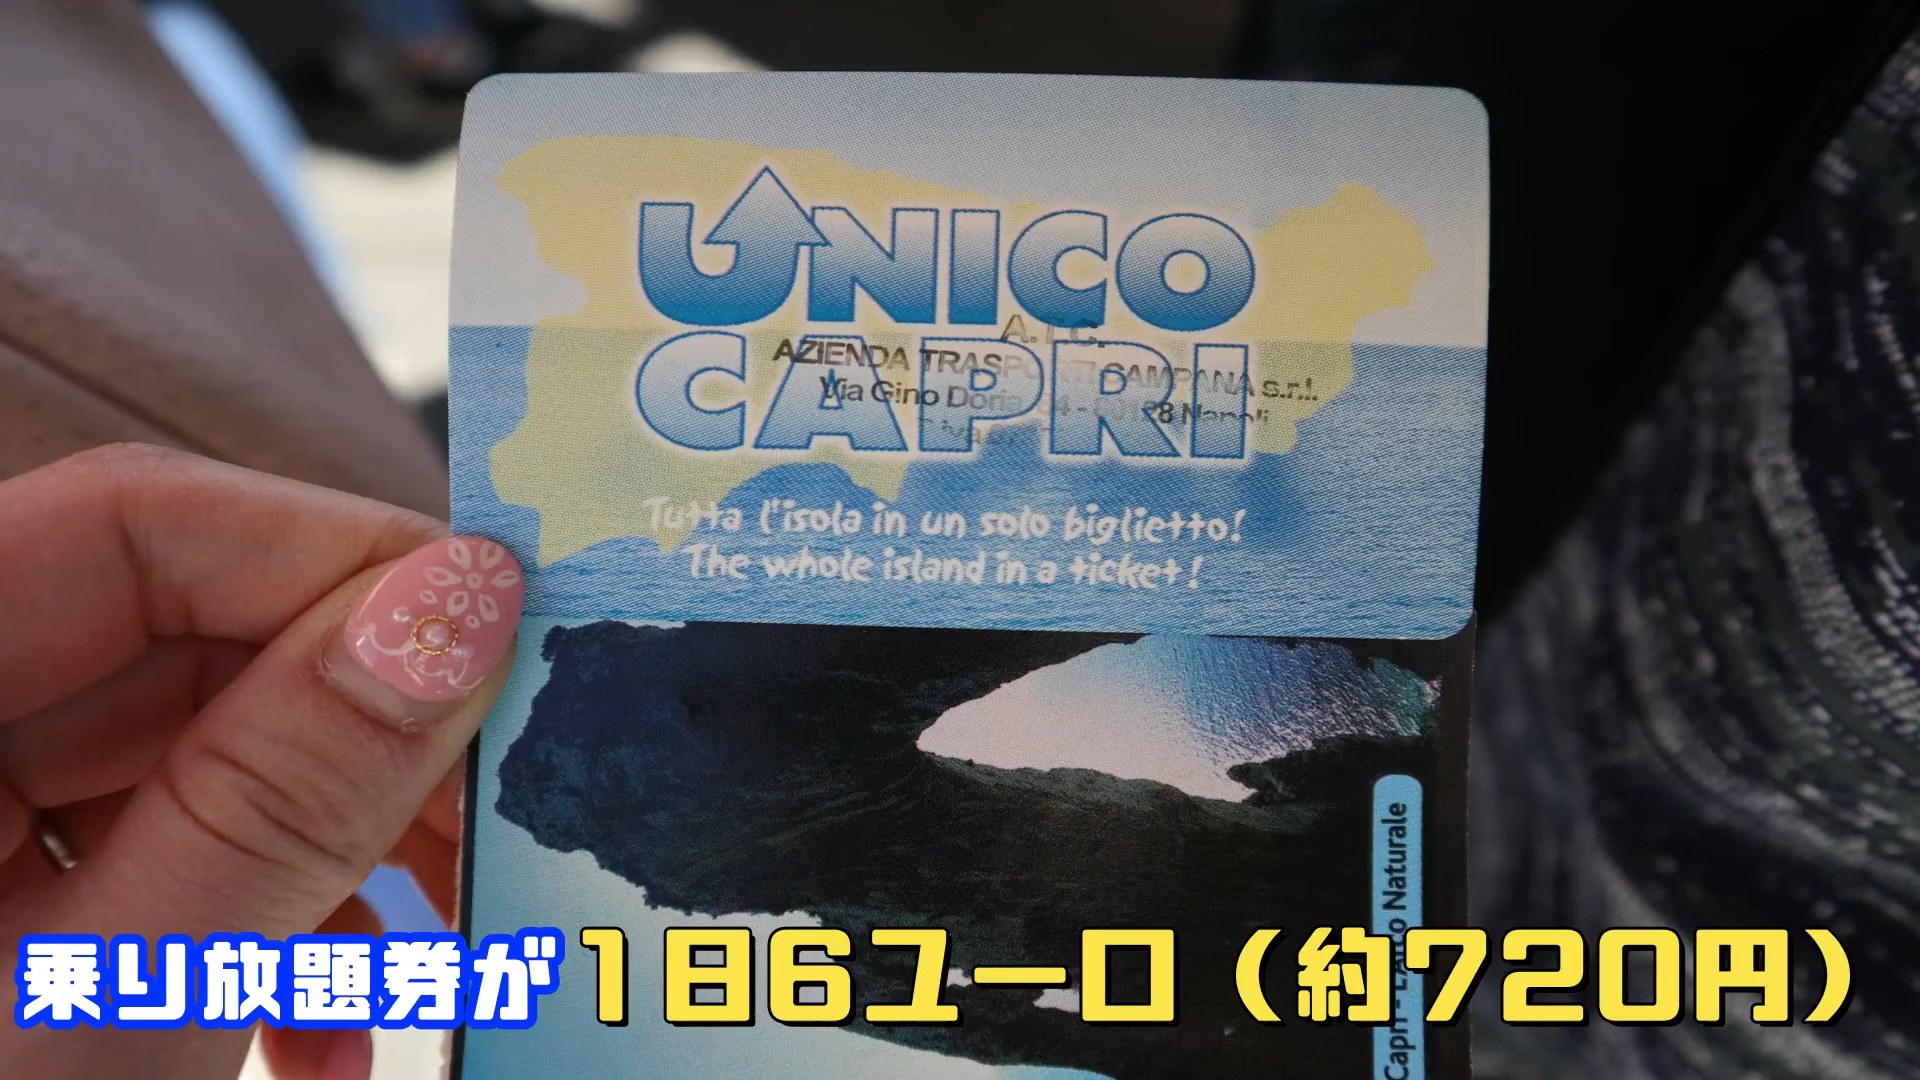 UNICO
CAPRI
AZIENDA TRASPORTI CAMPANA s.r.l.
Via Gino Doria
Napoli
Tutta l'isola in un solo biglietto!
The whole island in a ticket!
Capri - L'Arco Naturale
乗り放題券が1日6ユーロ（約720円）